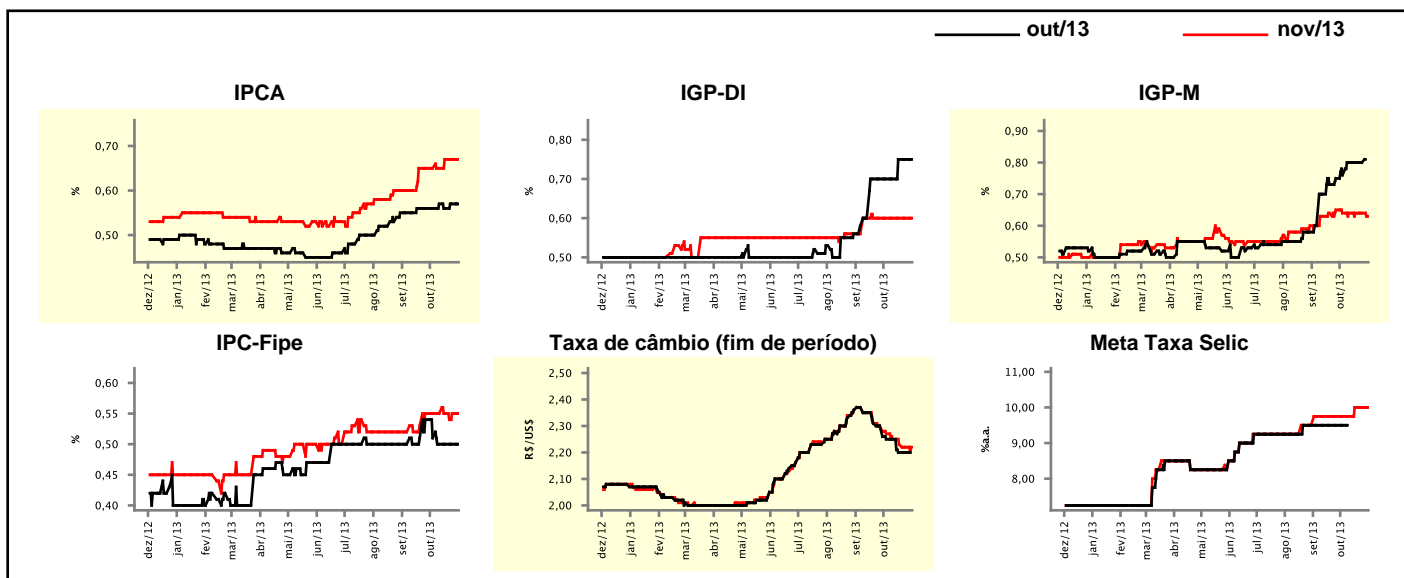 out/13 nov/13
IPCA IGP-DI IGP-M
%
0,70
0,60
0,50
dez/12 jan/13 fev/13 mar/13 abr/13 mai/13 jun/13 jul/13 ago/13 set/13 out/13
%
0,80
0,70
0,60
0,50
dez/12 jan/13 fev/13 mar/13 abr/13 mai/13 jun/13 jul/13 ago/13 set/13 out/13
%
0,90
0,80
0,70
0,60
0,50
dez/12 jan/13 fev/13 mar/13 abr/13 mai/13 jun/13 jul/13 ago/13 set/13 out/13
IPC-Fipe Taxa de câmbio (fim de período) Meta Taxa Selic
%
0,60
0,55
0,50
0,45
0,40
dez/12 jan/13 fev/13 mar/13 abr/13 mai/13 jun/13 jul/13 ago/13 set/13 out/13
R$/US$
2,50
2,40
2,30
2,20
2,10
2,00
dez/12 jan/13 fev/13 mar/13 abr/13 mai/13 jun/13 jul/13 ago/13 set/13 out/13
%a.a.
11,00
10,00
9,00
8,00
dez/12 jan/13 fev/13 mar/13 abr/13 mai/13 jun/13 jul/13 ago/13 set/13 out/13